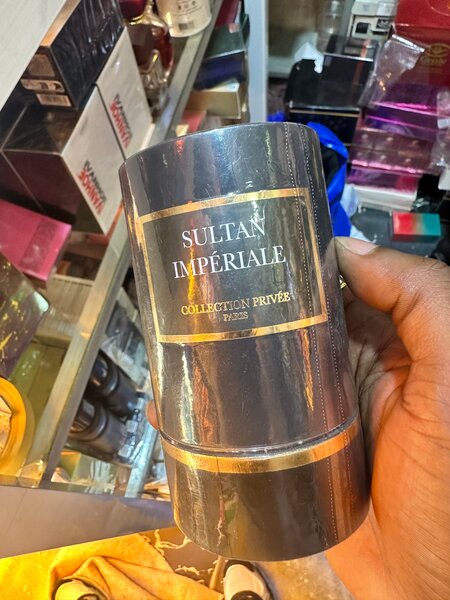 SULTAN
IMPÉRIALE
COLLECTION PRIVÉE
PARIS